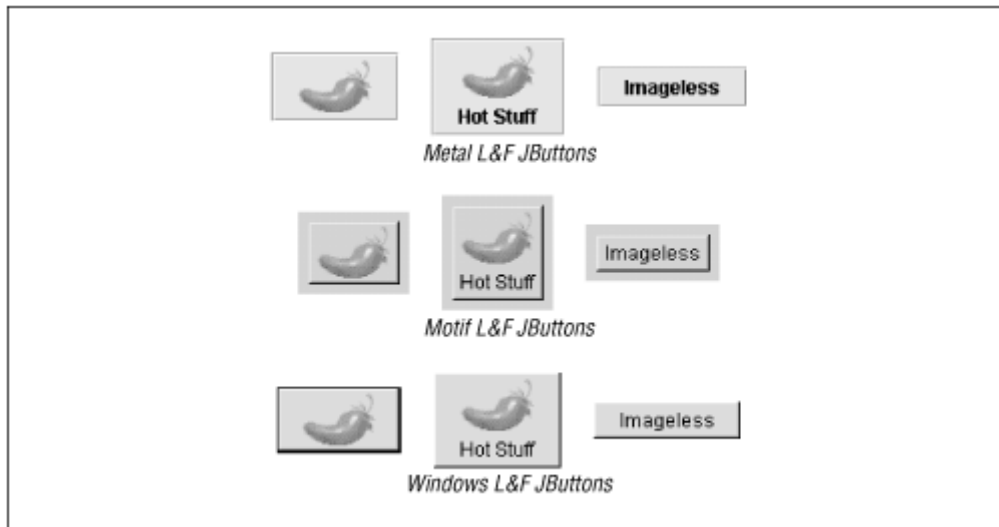 Imageless
Hot Stuff
Metal L&F JButtons
Imageless
Hot Stuff
Motif L&F JButtons
Imageless
Hot Stuff
Windows L&F JButtons